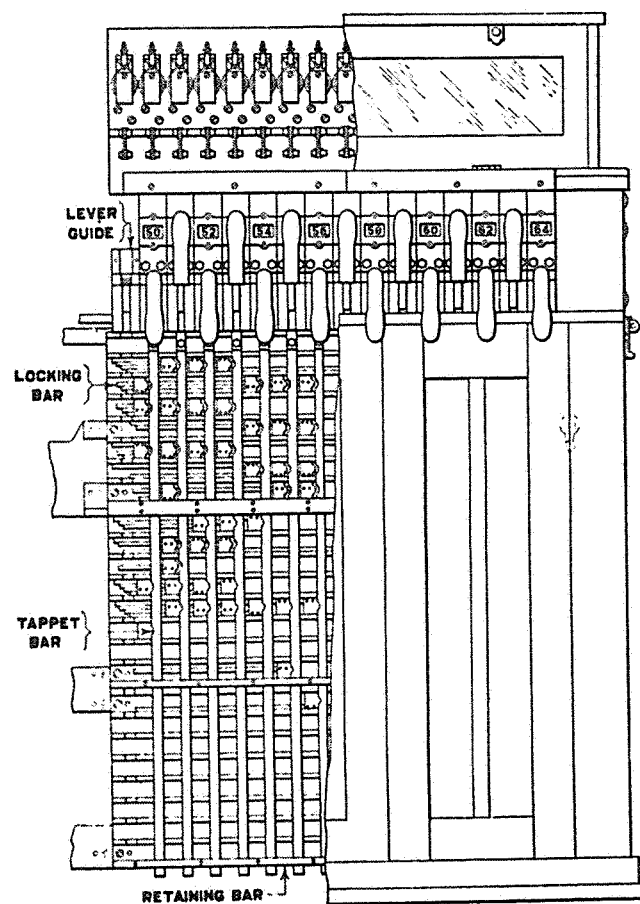 LEVER
GUIDE
50 52 54 56 58 60 62 64
LOCKING
BAR
TAPPET
BAR
RETAINING BAR